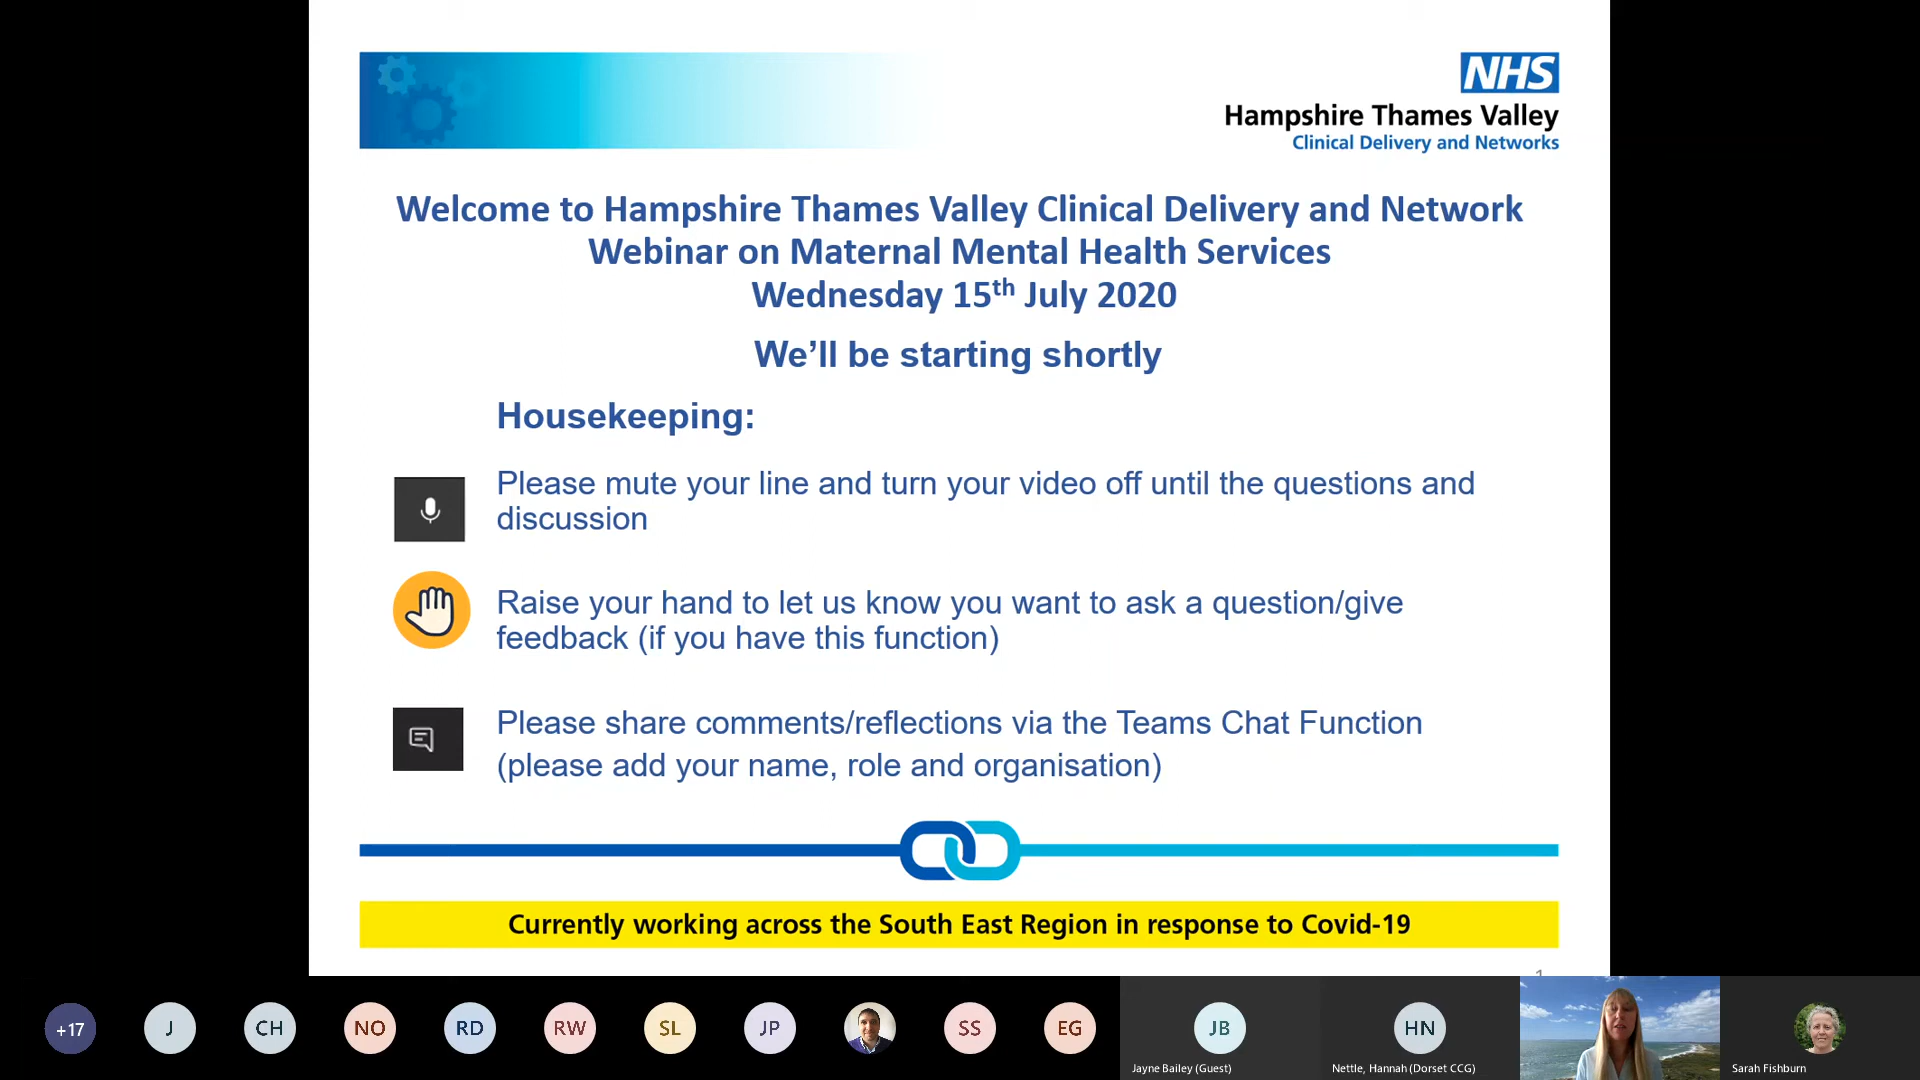 NHS
Hampshire Thames Valley
Clinical Delivery and Networks
Welcome to Hampshire Thames Valley Clinical Delivery and Network
Webinar on Maternal Mental Health Services
Wednesday 15th July 2020
We’ll be starting shortly
Housekeeping:
Please mute your line and turn your video off until the questions and
discussion
Raise your hand to let us know you want to ask a question/give
feedback (if you have this function)
Please share comments/reflections via the Teams Chat Function
(please add your name, role and organisation)
Currently working across the South East Region in response to Covid-19
1
+17
J
CH
NO
RD
RW
SL
JP
SS
EG
JB
HN
Jayne Bailey (Guest)
Nettle, Hannah (Dorset CCG)
Sarah Fishburn